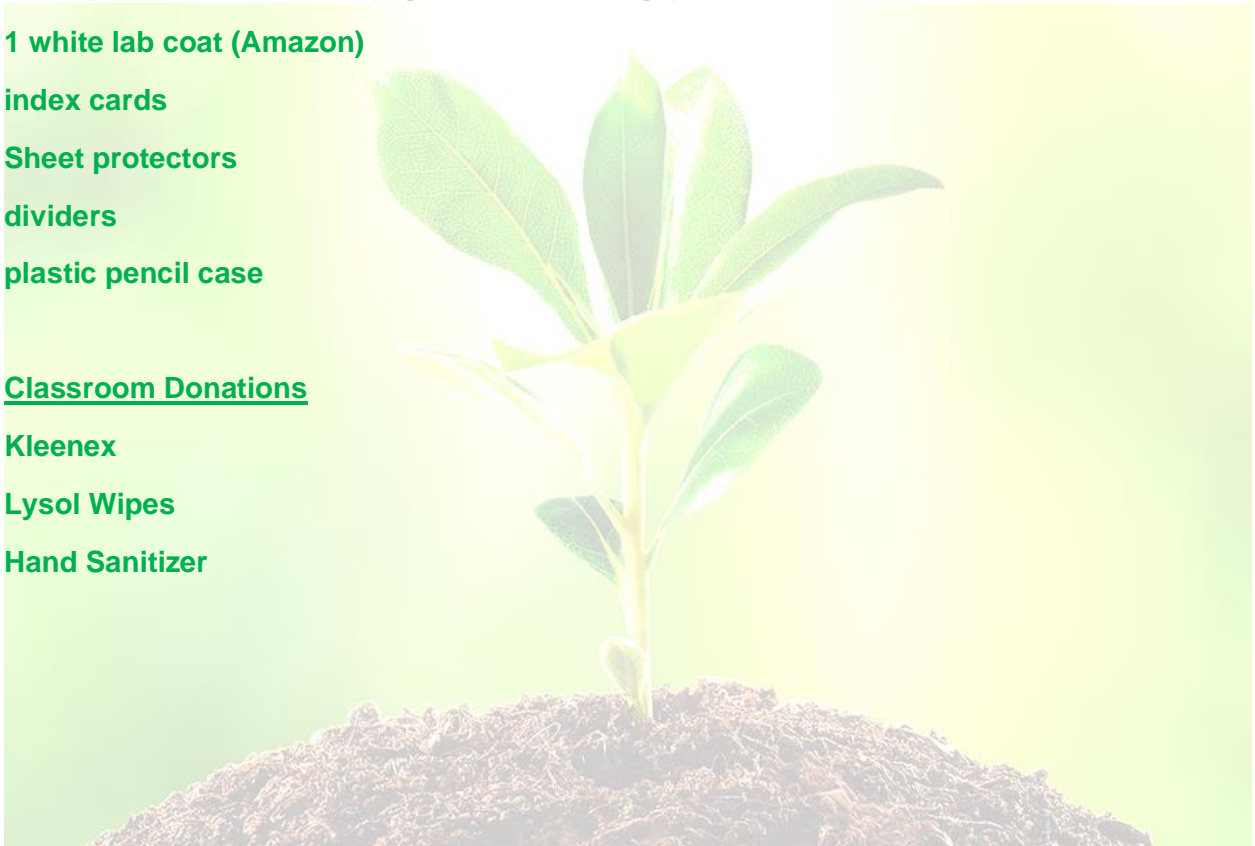 1 white lab coat (Amazon)
index cards
Sheet protectors
dividers
plastic pencil case
Classroom Donations
Kleenex
Lysol Wipes
Hand Sanitizer